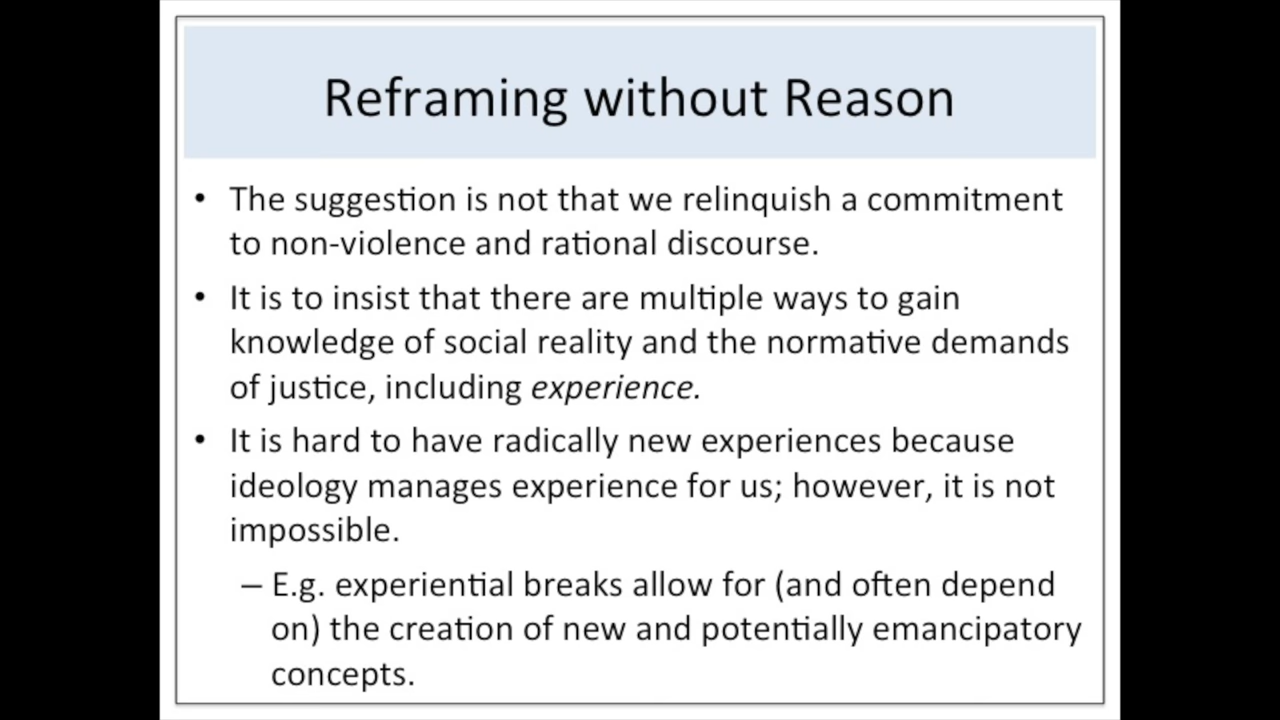 Reframing without Reason
• The suggestion is not that we relinquish a commitment
to non-violence and rational discourse.
• It is to insist that there are multiple ways to gain
knowledge of social reality and the normative demands
of justice, including experience.
• It is hard to have radically new experiences because
ideology manages experience for us; however, it is not
impossible.
– E.g. experiential breaks allow for (and often depend
on) the creation of new and potentially emancipatory
concepts.